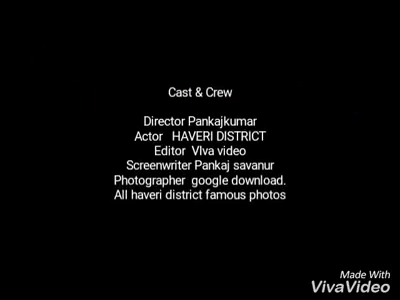 Cast & Crew
Director Pankajkumar
Actor HAVERI DISTRICT
Editor VIva video
Screenwriter Pankaj savanur
Photographer google download.
All haveri district famous photos
Made With
VivaVideo